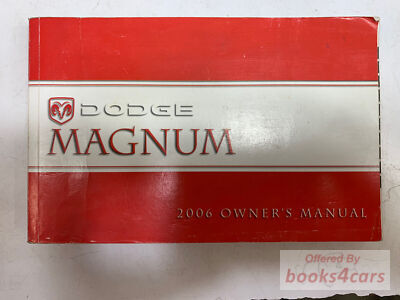 DODGE
MAGNUM
2006 OWNER'S MANUAL
Offered By
books4cars